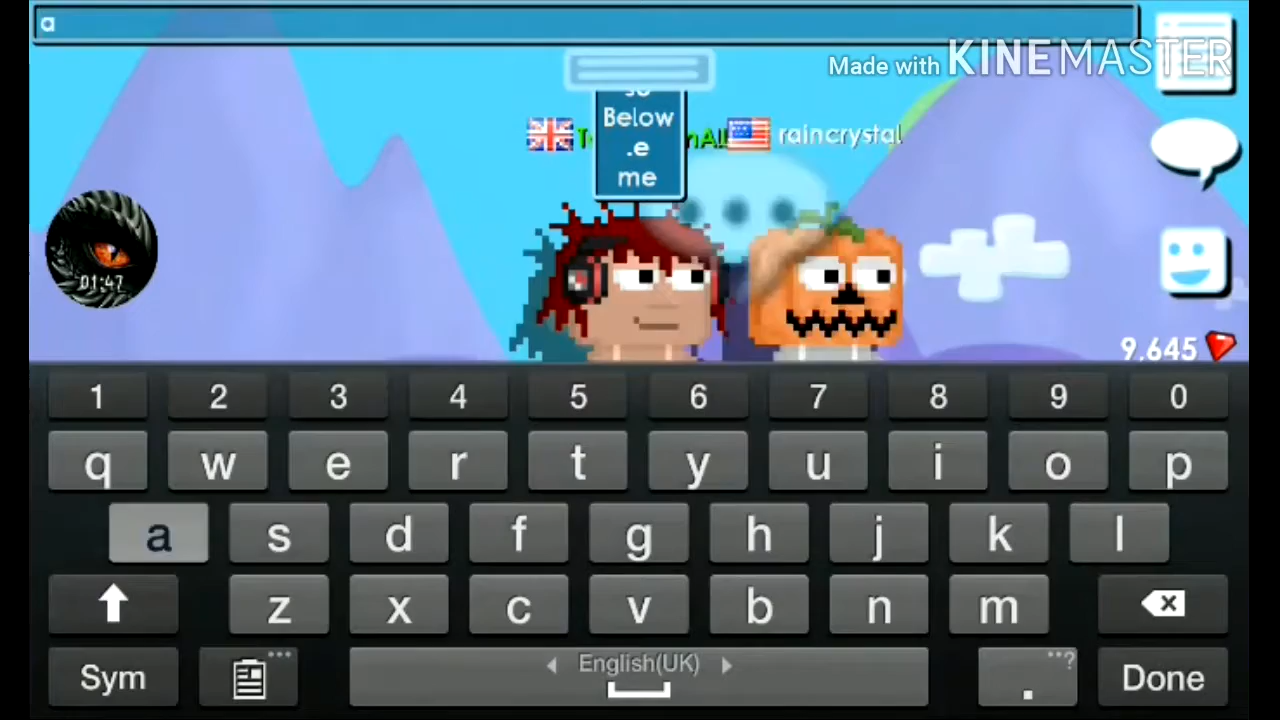 a
Made with KINEMASTER
Below
.e
me
raincrystal
01:47
9,645
1 2 3 4 5 6 7 8 9 0
q w e r t y u i o p
a s d f g h j k l
z x c v b n m
Sym English(UK) . ? Done